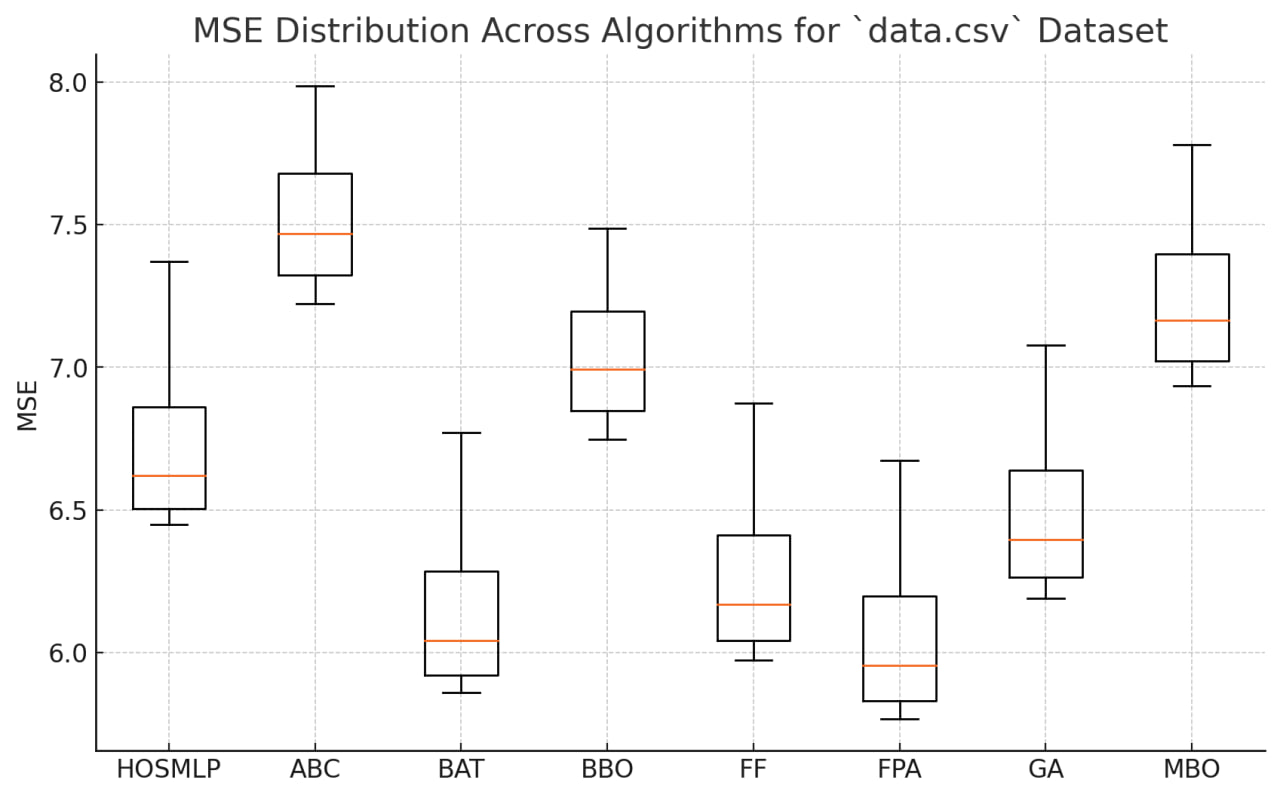 MSE Distribution Across Algorithms for `data.csv` Dataset
8.0
7.5
7.0
6.5
6.0
MSE
HOSMLP ABC BAT BBO FF FPA GA MBO